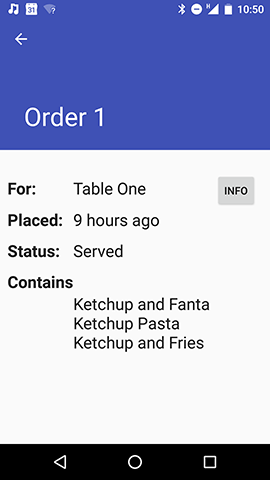 31
10:50
Order 1
For: Table One INFO
Placed: 9 hours ago
Status: Served
Contains
Ketchup and Fanta
Ketchup Pasta
Ketchup and Fries